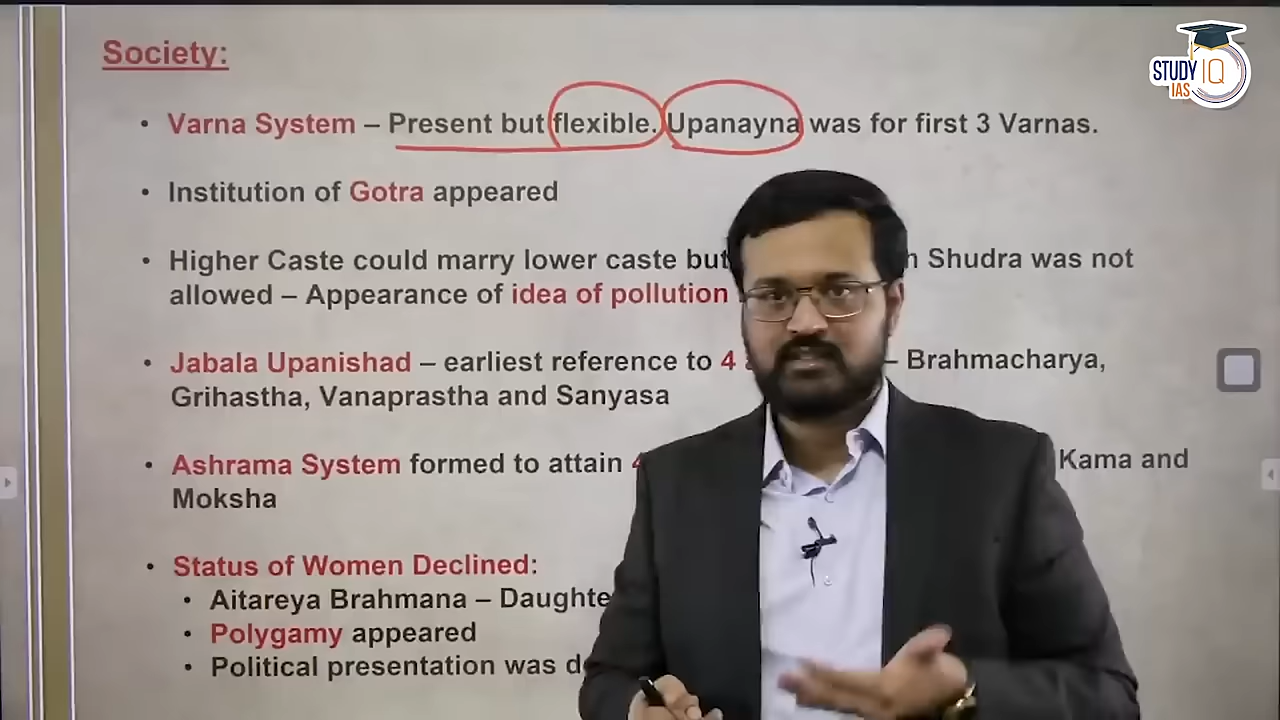 Society:
• Varna System – Present but flexible. Upanayna was for first 3 Varnas.
• Institution of Gotra appeared
• Higher Caste could marry lower caste but Shudra was not
allowed – Appearance of idea of pollution
• Jabala Upanishad – earliest reference to 4 – Brahmacharya,
Grihastha, Vanaprastha and Sanyasa
• Ashrama System formed to attain Kama and
Moksha
• Status of Women Declined:
• Aitareya Brahmana –
• Polygamy appeared
• Political presentation was
STUDY IQ
IAS